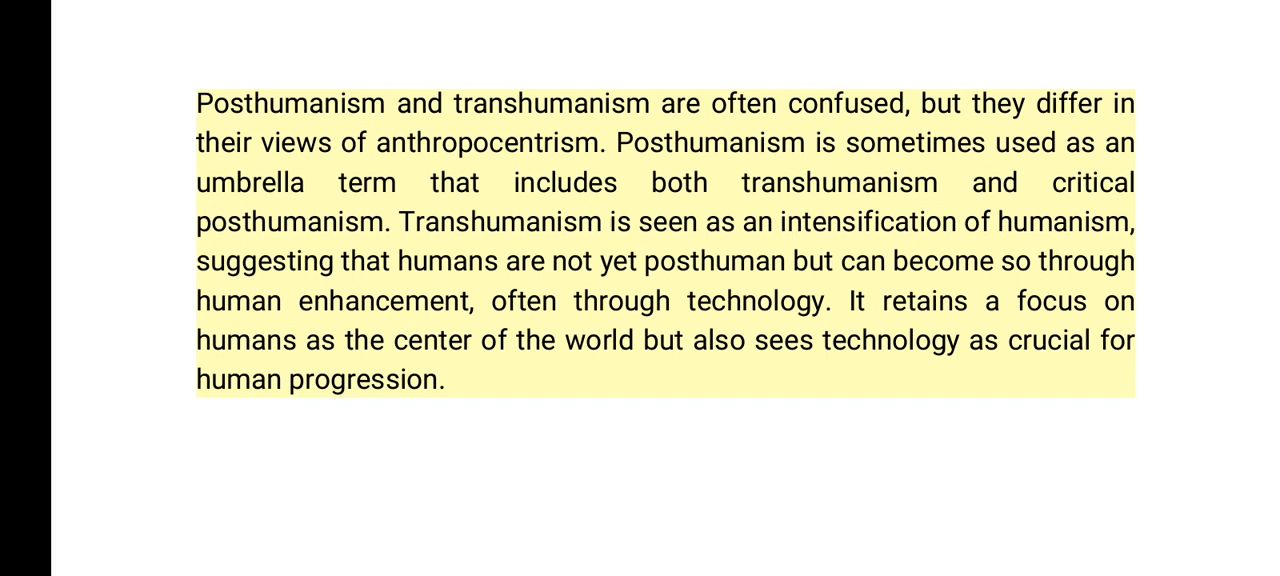 Posthumanism and transhumanism are often confused, but they differ in
their views of anthropocentrism. Posthumanism is sometimes used as an
umbrella term that includes both transhumanism and critical
posthumanism. Transhumanism is seen as an intensification of humanism,
suggesting that humans are not yet posthuman but can become so through
human enhancement, often through technology. It retains a focus on
humans as the center of the world but also sees technology as crucial for
human progression.